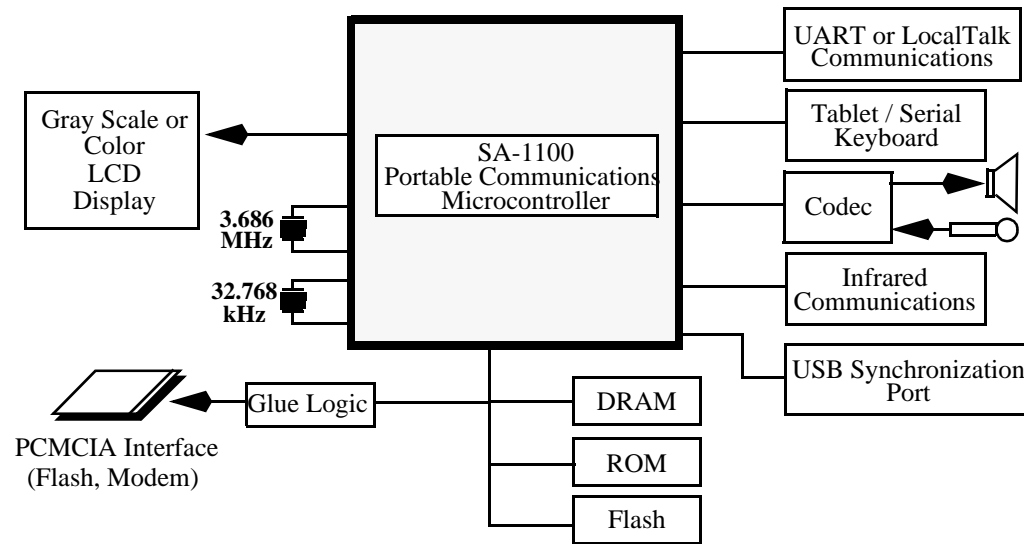 UART or LocalTalk
Communications
Gray Scale or
Color
LCD
Display
Tablet / Serial
Keyboard
SA-1100
Portable Communications
Microcontroller
Codec
3.686
MHz
32.768
kHz
Infrared
Communications
USB Synchronization
Port
Glue Logic
DRAM
PCMCIA Interface
(Flash, Modem)
ROM
Flash